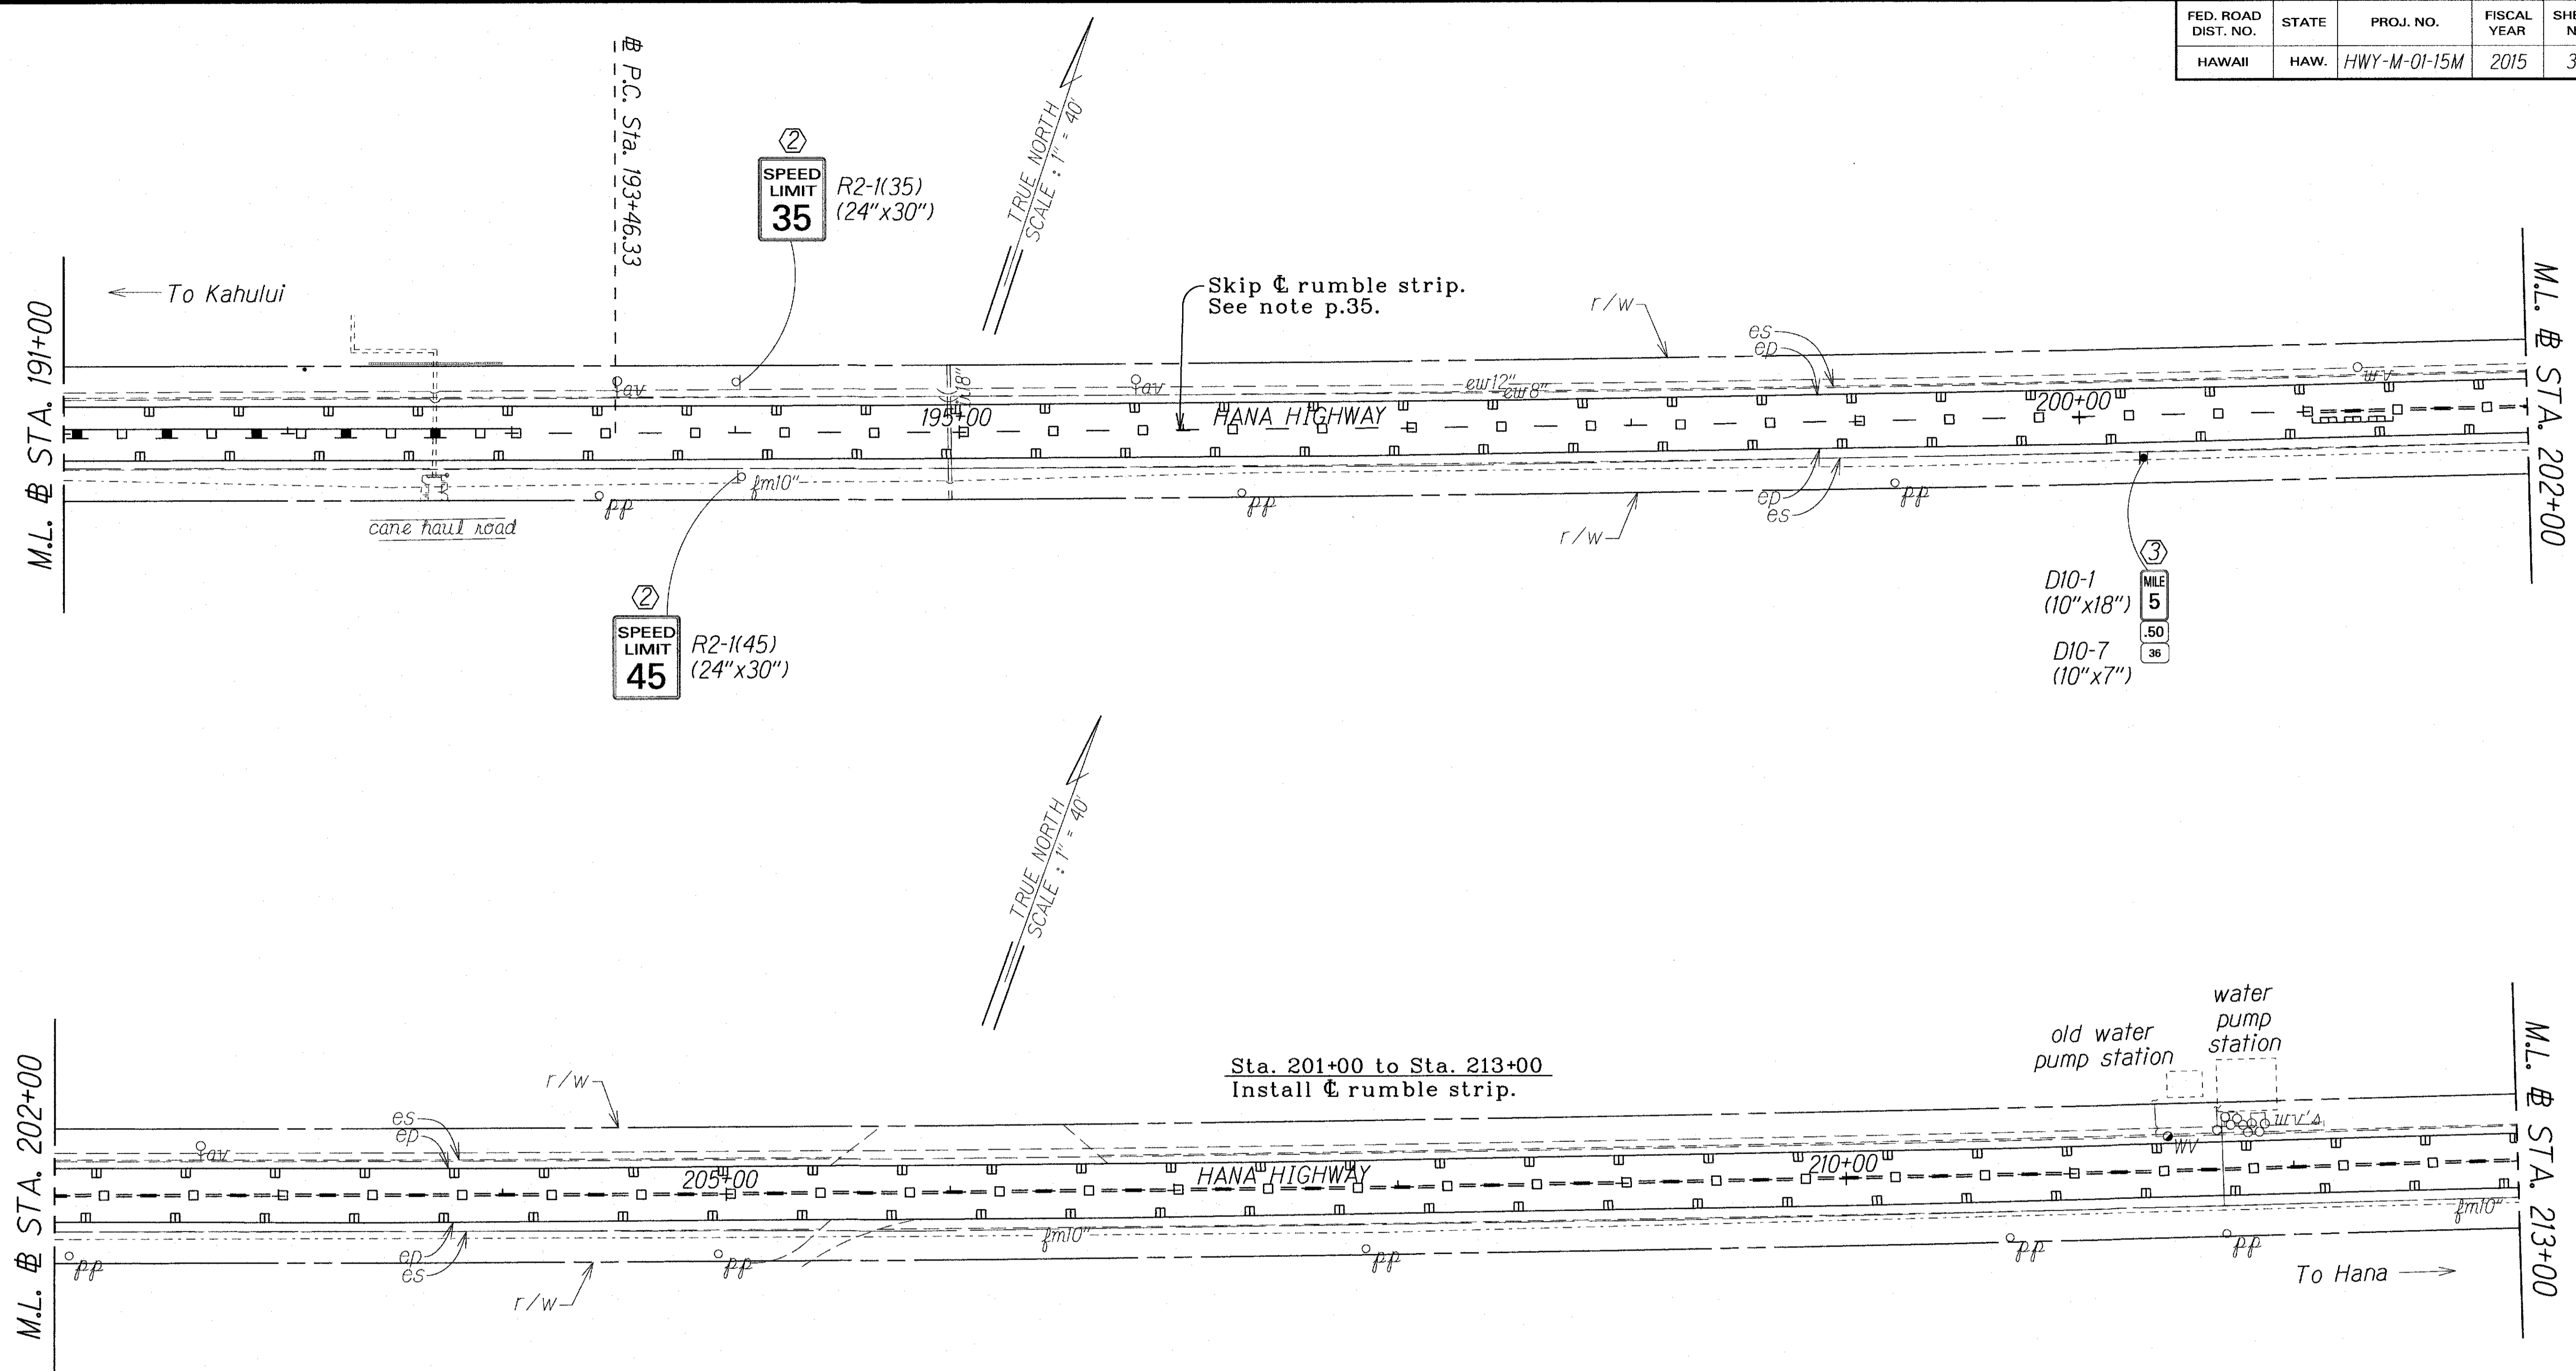 FED. ROAD DIST. NO.
STATE
PROJ. NO.
FISCAL YEAR
HAWAII
HAW.
HWY-M-01-15M
2015
3
P.C. Sta. 193+46.33
2
SPEED
LIMIT
35
R2-1(35)
(24"x30")
TRUE NORTH
SCALE : 1" = 40'
← To Kahului
Skip ℄ rumble strip.
See note p.35.
r/w
es
ep
M.L. ⅊ STA. 191+00
M.L. ⅊ STA. 202+00
av
18"
av
ew12"
ew8"
wv
195+00
HANA HIGHWAY
200+00
pp
fm10"
pp
ep
es
pp
cane haul road
r/w
2
SPEED
LIMIT
45
R2-1(45)
(24"x30")
3
D10-1
(10"x18")
MILE
5
.50
36
D10-7
(10"x7")
TRUE NORTH
SCALE : 1" = 40'
water
pump
station
old water
pump station
Sta. 201+00 to Sta. 213+00
Install ℄ rumble strip.
r/w
es
ep
M.L. ⅊ STA. 202+00
M.L. ⅊ STA. 213+00
av
wv's
wv
205+00
HANA HIGHWAY
210+00
fm10"
fm10"
pp
ep
es
pp
pp
pp
pp
r/w
To Hana →